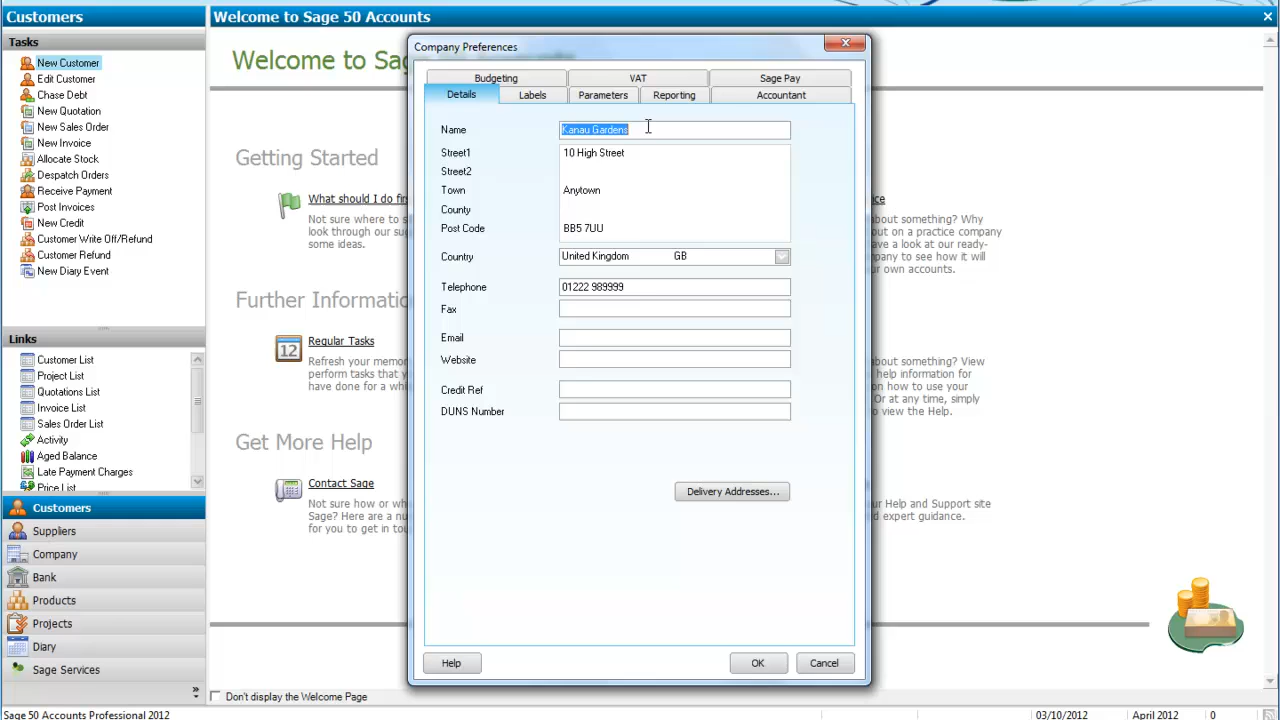 Customers
Welcome to Sage 50 Accounts
Tasks
New Customer
Edit Customer
Chase Debt
New Quotation
New Sales Order
New Invoice
Allocate Stock
Despatch Orders
Receive Payment
Post Invoices
New Credit
Customer Write Off/Refund
Customer Refund
New Diary Event
Links
Customer List
Project List
Quotations List
Invoice List
Sales Order List
Activity
Aged Balance
Late Payment Charges
Price List
Customers
Suppliers
Company
Bank
Products
Projects
Diary
Sage Services
Welcome to Sa
Getting Started
What should I do firs
Not sure where to s
look through our sug
some ideas.
Further Informatio
12
Regular Tasks
Refresh your memor
perform tasks that y
have done for a whi
Get More Help
Contact Sage
Not sure how or wh
Sage? Here are a nu
for you to get in tou
Don't display the Welcome Page
Company Preferences
Budgeting
VAT
Sage Pay
Details
Labels
Parameters
Reporting
Accountant
Name
Kanau Gardens
Street1
10 High Street
Street2
Town
Anytown
County
Post Code
BB5 7UU
Country
United Kingdom GB
Telephone
01222 989999
Fax
Email
Website
Credit Ref
DUNS Number
Delivery Addresses...
Help
OK
Cancel
ice
about something? Why
out on a practice company
ave a look at our ready-
mpany to see how it will
ur own accounts.
about something? View
help information for
on how to use your
Or at any time, simply
o view the Help.
ur Help and Support site
d expert guidance.
Sage 50 Accounts Professional 2012
03/10/2012
April 2012
0